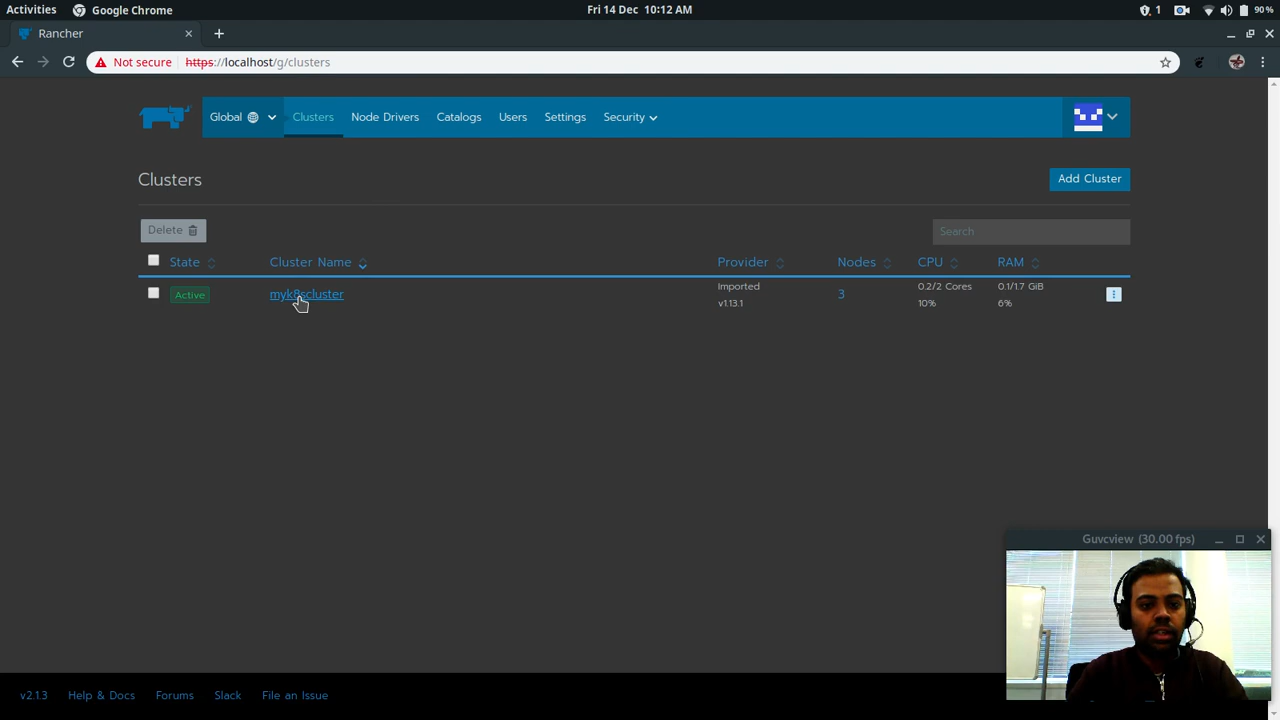 Activities
Google Chrome
Fri 14 Dec 10:12 AM
1
90%
Rancher
Not secure
https://localhost/g/clusters
Global
Clusters
Node Drivers
Catalogs
Users
Settings
Security
Clusters
Add Cluster
Delete
Search
State
Cluster Name
Provider
Nodes
CPU
RAM
Active
myk8scluster
Imported
v1.13.1
3
0.2/2 Cores
10%
0.1/1.7 GiB
6%
Guvcview (30.00 fps)
v2.1.3
Help & Docs
Forums
Slack
File an Issue